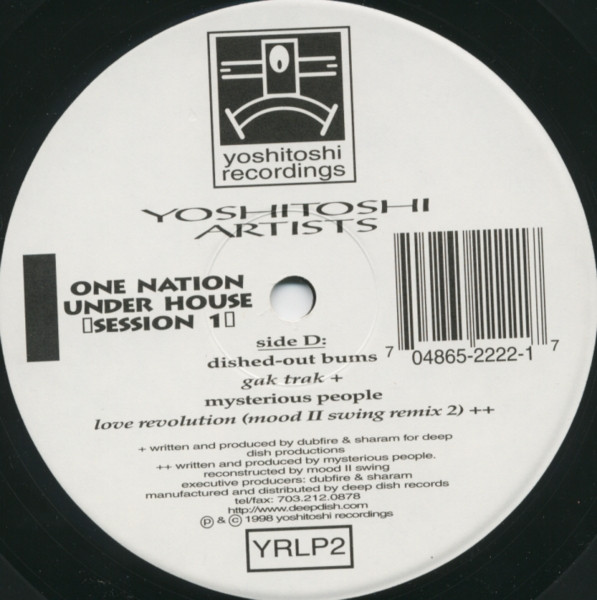 yoshitoshi
recordings
YOSHITOSHI
ARTISTS
ONE NATION
UNDER HOUSE
▯SESSION 1▯
7 04865-2222-1 7
side D:
dished-out bums
gak trak +
mysterious people
love revolution (mood II swing remix 2) ++
+ written and produced by dubfire & sharam for deep
dish productions
++ written and produced by mysterious people.
reconstructed by mood II swing
executive producers: dubfire & sharam
manufactured and distributed by deep dish records
tel/fax: 703.212.0878
http://www.deepdish.com
℗ & © 1998 yoshitoshi recordings
YRLP2